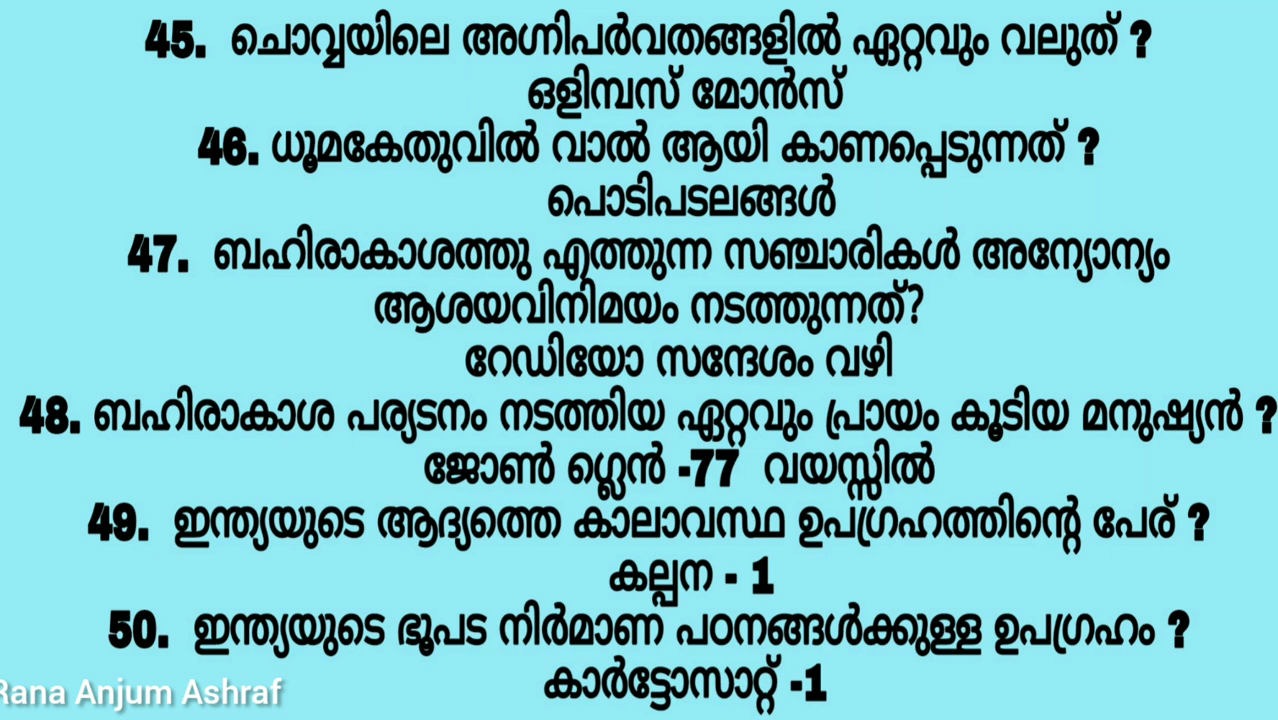 45. ചൊവ്വയിലെ അഗ്നിപർവതങ്ങളിൽ ഏറ്റവും വലുത് ?
ഒളിമ്പസ് മോൻസ്
46. ധൂമകേതുവിൽ വാൽ ആയി കാണപ്പെടുന്നത് ?
പൊടിപടലങ്ങൾ
47. ബഹിരാകാശത്തു എത്തുന്ന സഞ്ചാരികൾ അന്യോന്യം
ആശയവിനിമയം നടത്തുന്നത്?
റേഡിയോ സന്ദേശം വഴി
48. ബഹിരാകാശ പര്യടനം നടത്തിയ ഏറ്റവും പ്രായം കൂടിയ മനുഷ്യൻ ?
ജോൺ ഗ്ലെൻ -77 വയസ്സിൽ
49. ഇന്ത്യയുടെ ആദ്യത്തെ കാലാവസ്ഥ ഉപഗ്രഹത്തിന്റെ പേര് ?
കല്പന - 1
50. ഇന്ത്യയുടെ ഭൂപട നിർമാണ പഠനങ്ങൾക്കുള്ള ഉപഗ്രഹം ?
കാർട്ടോസാറ്റ് -1
Rana Anjum Ashraf